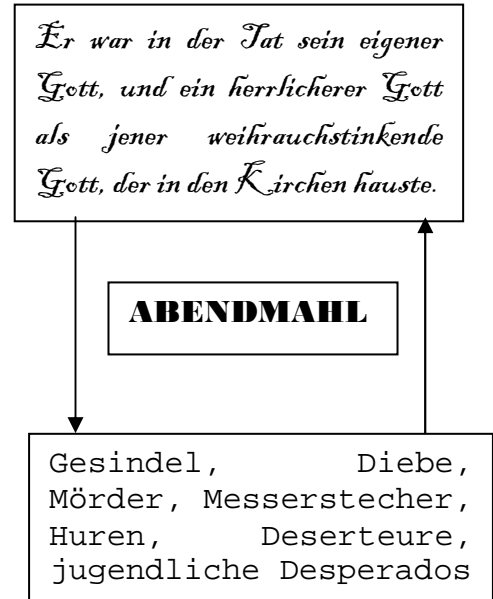 Er war in der Tat sein eigener
Gott, und ein herrlicherer Gott
als jener weihrauchstinkende
Gott, der in den Kirchen hauste.
ABENDMAHL
Gesindel, Diebe,
Mörder, Messerstecher,
Huren, Deserteure,
jugendliche Desperados